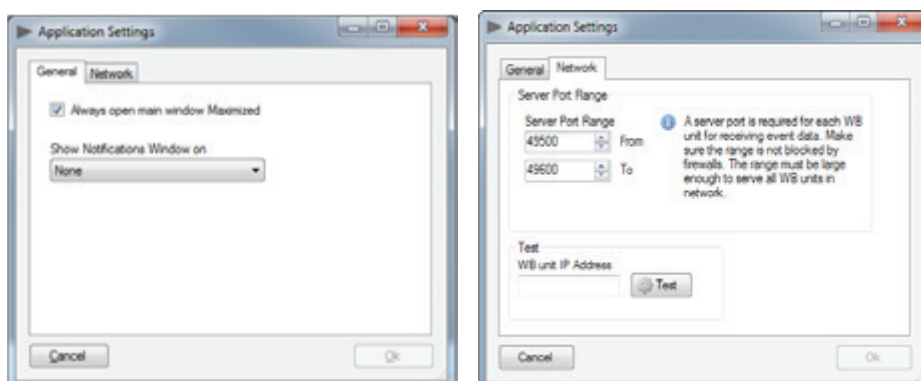 Application Settings
General Network
Always open main window Maximized
Show Notifications Window on
None
Cancel Ok
Application Settings
General Network
Server Port Range
Server Port Range
49500 From
49600 To
A server port is required for each WB
unit for receiving event data. Make
sure the range is not blocked by
firewalls. The range must be large
enough to serve all WB units in
network.
Test
WB unit IP Address
Test
Cancel Ok